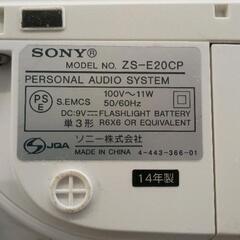 SONY®
MODEL NO. ZS-E20CP
PERSONAL AUDIO SYSTEM
PS
E
S.EMCS
100V～11W
50/60Hz
DC:9V FLASHLIGHT BATTERY
単3形 R6X6 OR EQUIVALENT
JQA
ソニー株式会社
MADE IN CHINA 4-443-366-01
14年製